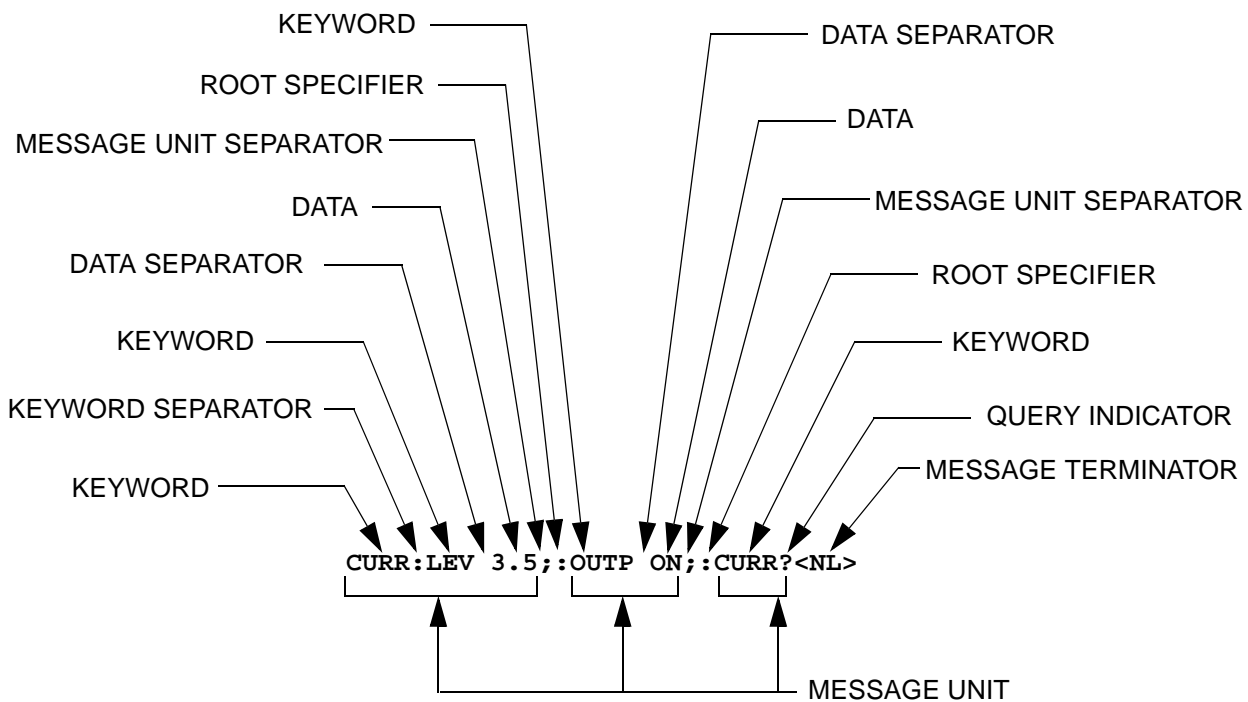 KEYWORD
DATA SEPARATOR
ROOT SPECIFIER
DATA
MESSAGE UNIT SEPARATOR
MESSAGE UNIT SEPARATOR
DATA
DATA SEPARATOR
ROOT SPECIFIER
KEYWORD
KEYWORD
KEYWORD SEPARATOR
QUERY INDICATOR
MESSAGE TERMINATOR
KEYWORD
CURR:LEV 3.5;:OUTP ON;:CURR?<NL>
MESSAGE UNIT